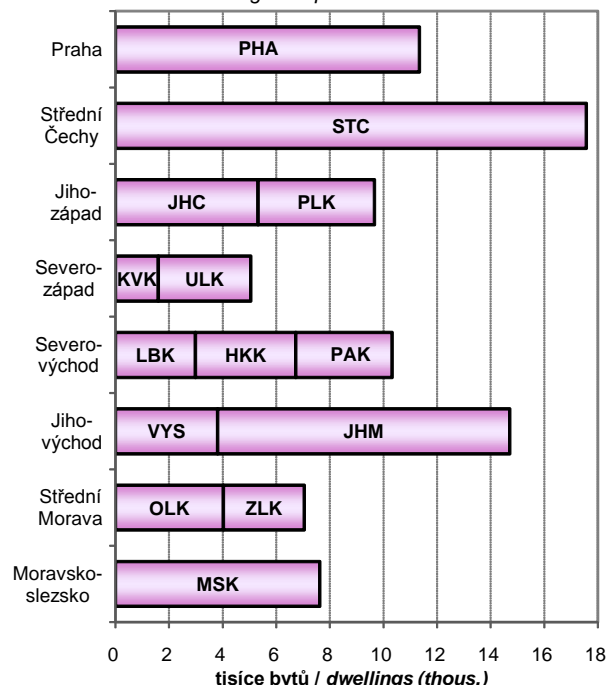 Praha
PHA
Střední
Čechy
STC
Jiho-
západ
JHC
PLK
Severo-
západ
KVK
ULK
Severo-
východ
LBK
HKK
PAK
Jiho-
východ
VYS
JHM
Střední
Morava
OLK
ZLK
Moravsko-
slezsko
MSK
0 2 4 6 8 10 12 14 16 18
tisíce bytů / dwellings (thous.)